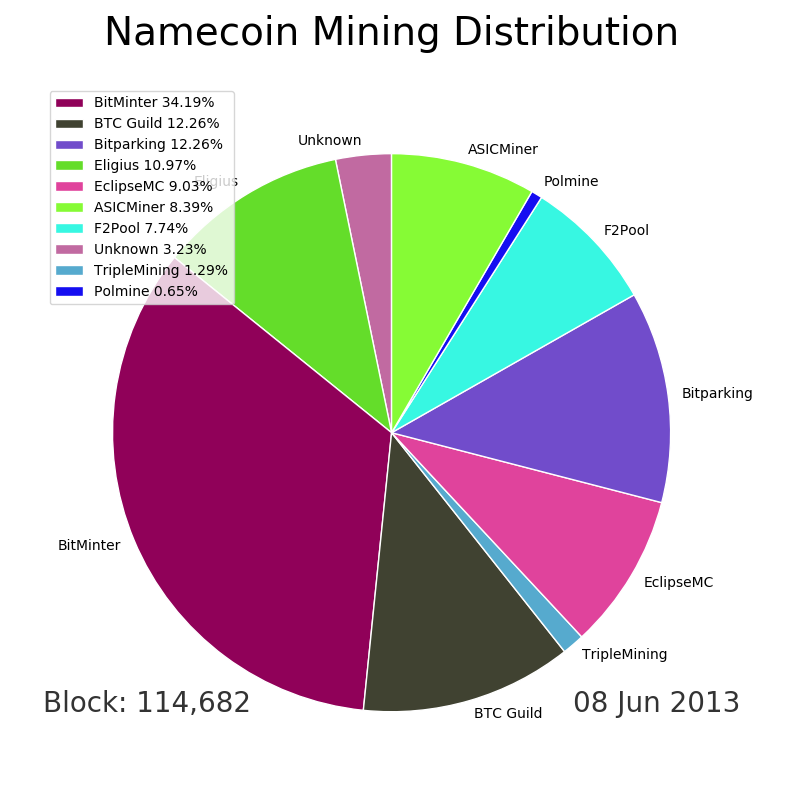 Namecoin Mining Distribution
BitMinter 34.19%
BTC Guild 12.26%
Bitparking 12.26%
Eligius 10.97%
EclipseMC 9.03%
ASICMiner 8.39%
F2Pool 7.74%
Unknown 3.23%
TripleMining 1.29%
Polmine 0.65%
Unknown
ASICMiner
Polmine
Eligius
F2Pool
Bitparking
BitMinter
EclipseMC
TripleMining
BTC Guild
Block: 114,682
08 Jun 2013